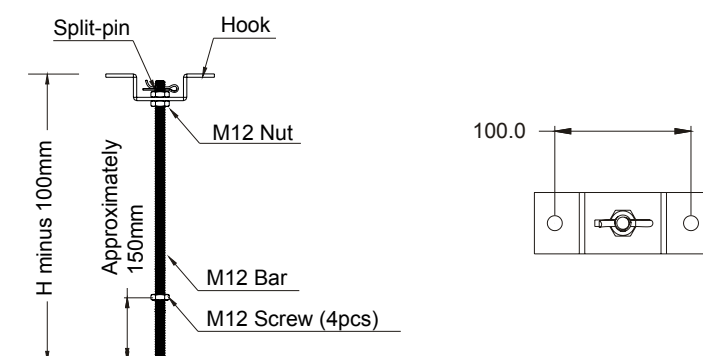 Split-pin
Hook
M12 Nut
100.0
H minus 100mm
Approximately
150mm
M12 Bar
M12 Screw (4pcs)